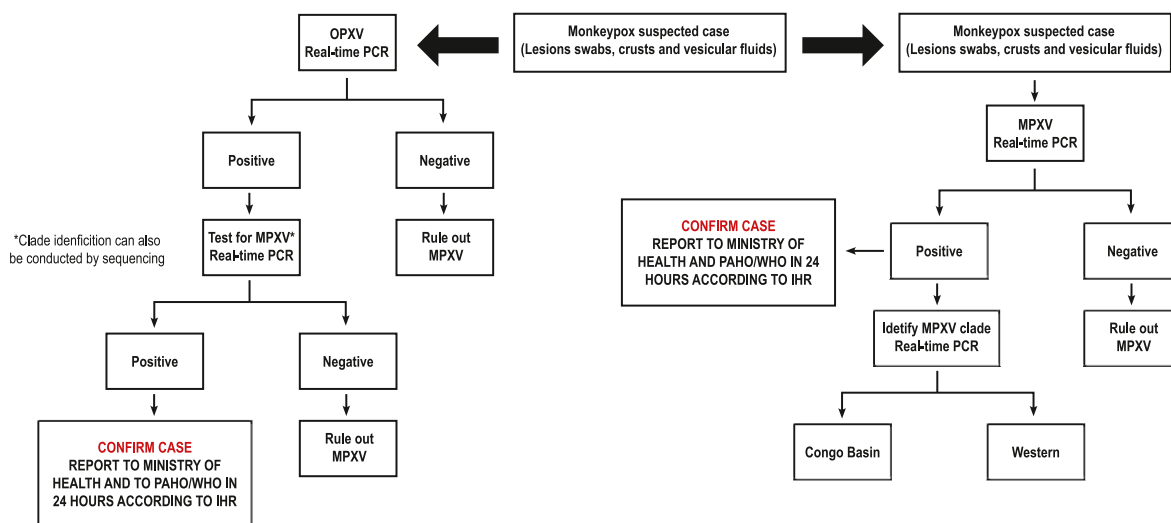 OPXV
Real-time PCR
Monkeypox suspected case
(Lesions swabs, crusts and vesicular fluids)
Monkeypox suspected case
(Lesions swabs, crusts and vesicular fluids)
Positive
Negative
*Clade idenficition can also
be conducted by sequencing
Test for MPXV*
Real-time PCR
Rule out
MPXV
Positive
Negative
CONFIRM CASE
REPORT TO MINISTRY OF
HEALTH AND TO PAHO/WHO IN
24 HOURS ACCORDING TO IHR
Rule out
MPXV
MPXV
Real-time PCR
CONFIRM CASE
REPORT TO MINISTRY OF
HEALTH AND PAHO/WHO IN 24
HOURS ACCORDING TO IHR
Positive
Negative
Idetify MPXV clade
Real-time PCR
Rule out
MPXV
Congo Basin
Western